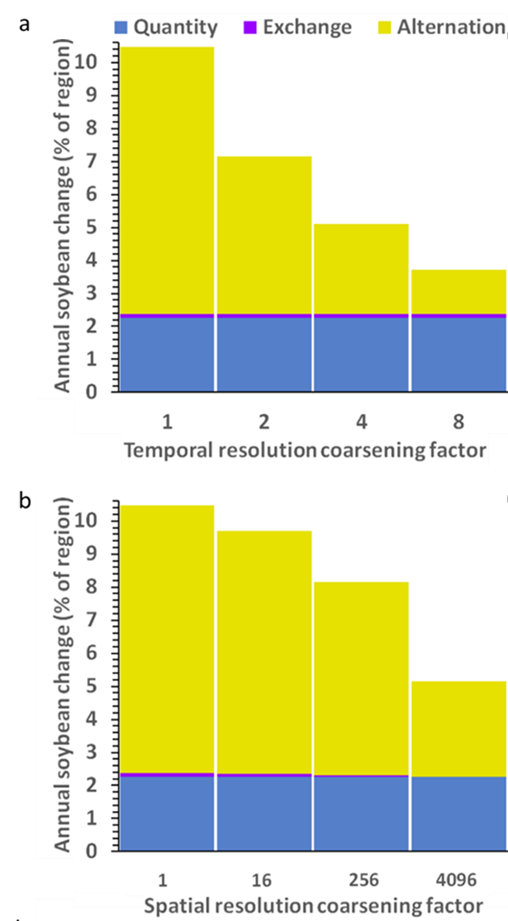 a
Quantity Exchange Alternation
Annual soybean change (% of region)
10
9
8
7
6
5
4
3
2
1
0
1 2 4 8
Temporal resolution coarsening factor
b
Annual soybean change (% of region)
10
9
8
7
6
5
4
3
2
1
0
1 16 256 4096
Spatial resolution coarsening factor